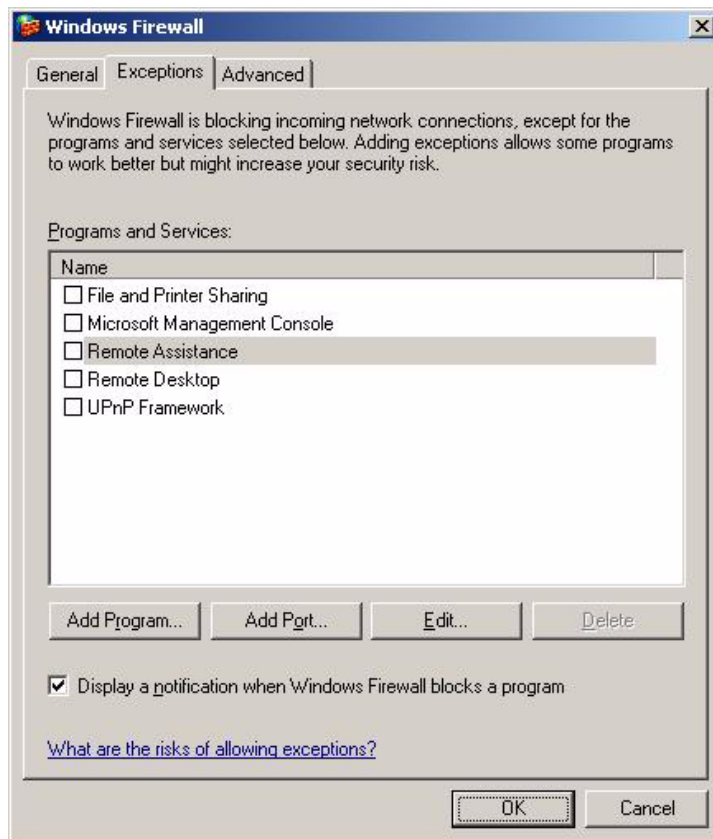 Windows Firewall
General Exceptions Advanced
Windows Firewall is blocking incoming network connections, except for the
programs and services selected below. Adding exceptions allows some programs
to work better but might increase your security risk.
Programs and Services:
Name
File and Printer Sharing
Microsoft Management Console
Remote Assistance
Remote Desktop
UPnP Framework
Add Program... Add Port... Edit... Delete
Display a notification when Windows Firewall blocks a program
What are the risks of allowing exceptions?
OK Cancel